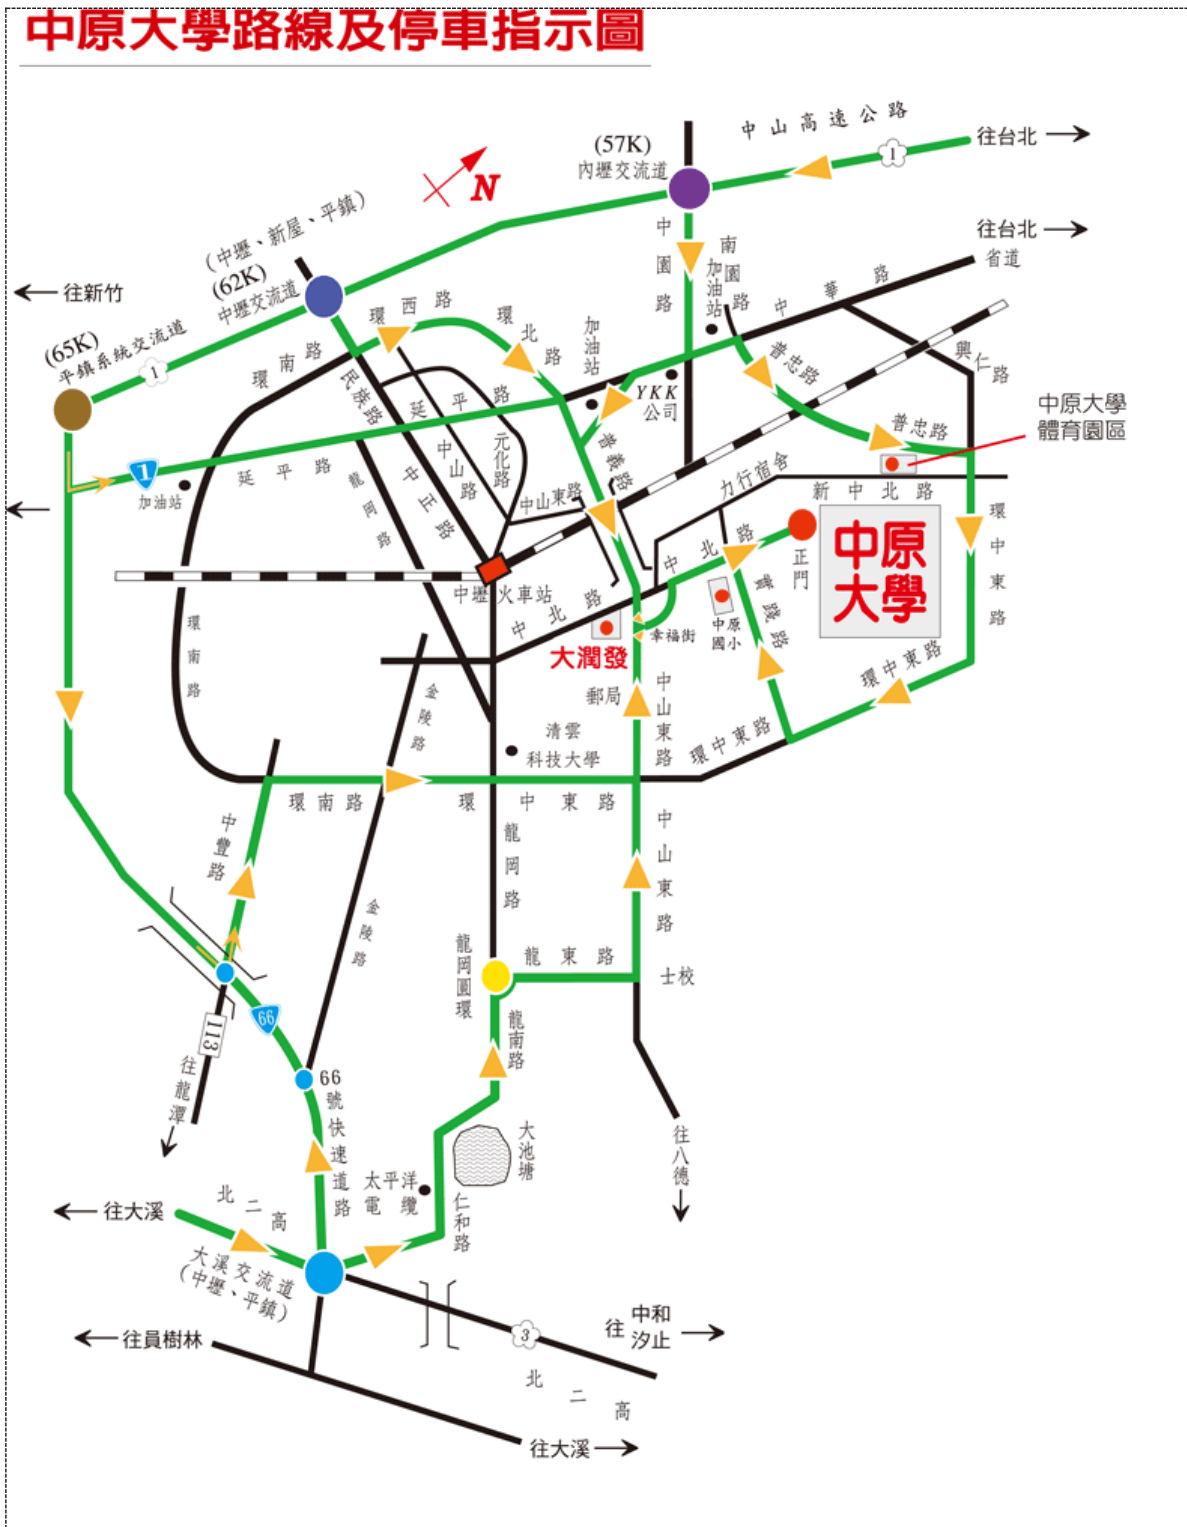 中原大學路線及停車指示圖
中山高速公路
往台北
1
(57K)
內壢交流道
N
往台北
省道
(中壢、新屋、平鎮)
(62K)
中壢交流道
往新竹
(65K)
平鎮系統交流道
1
環南路
環西路
環北路
加油站
中園路
南園路
加油站
中華路
興仁路
普忠路
普忠路
YKK
公司
中原大學
體育園區
民族路
延平路
延平路
1
加油站
龍岡路
中正路
中山路
元化路
中山東路
普義路
力行宿舍
新中北路
環中東路
中北路
正門
中原
大學
中壢火車站
中北路
大潤發
幸福街
中原
國小
實踐路
環南路
金陵路
郵局
中山東路
環中東路
環中東路
清雲
科技大學
環南路
環中東路
中豐路
龍岡路
中山東路
金陵路
龍岡圓環
龍東路
士校
66
113
往龍潭
龍南路
66
號快速道路
大池塘
往八德
太平洋
電纜
仁和路
往大溪
北二高
大溪交流道
(中壢、平鎮)
往員樹林
3
往
中和
汐止
北二高
往大溪